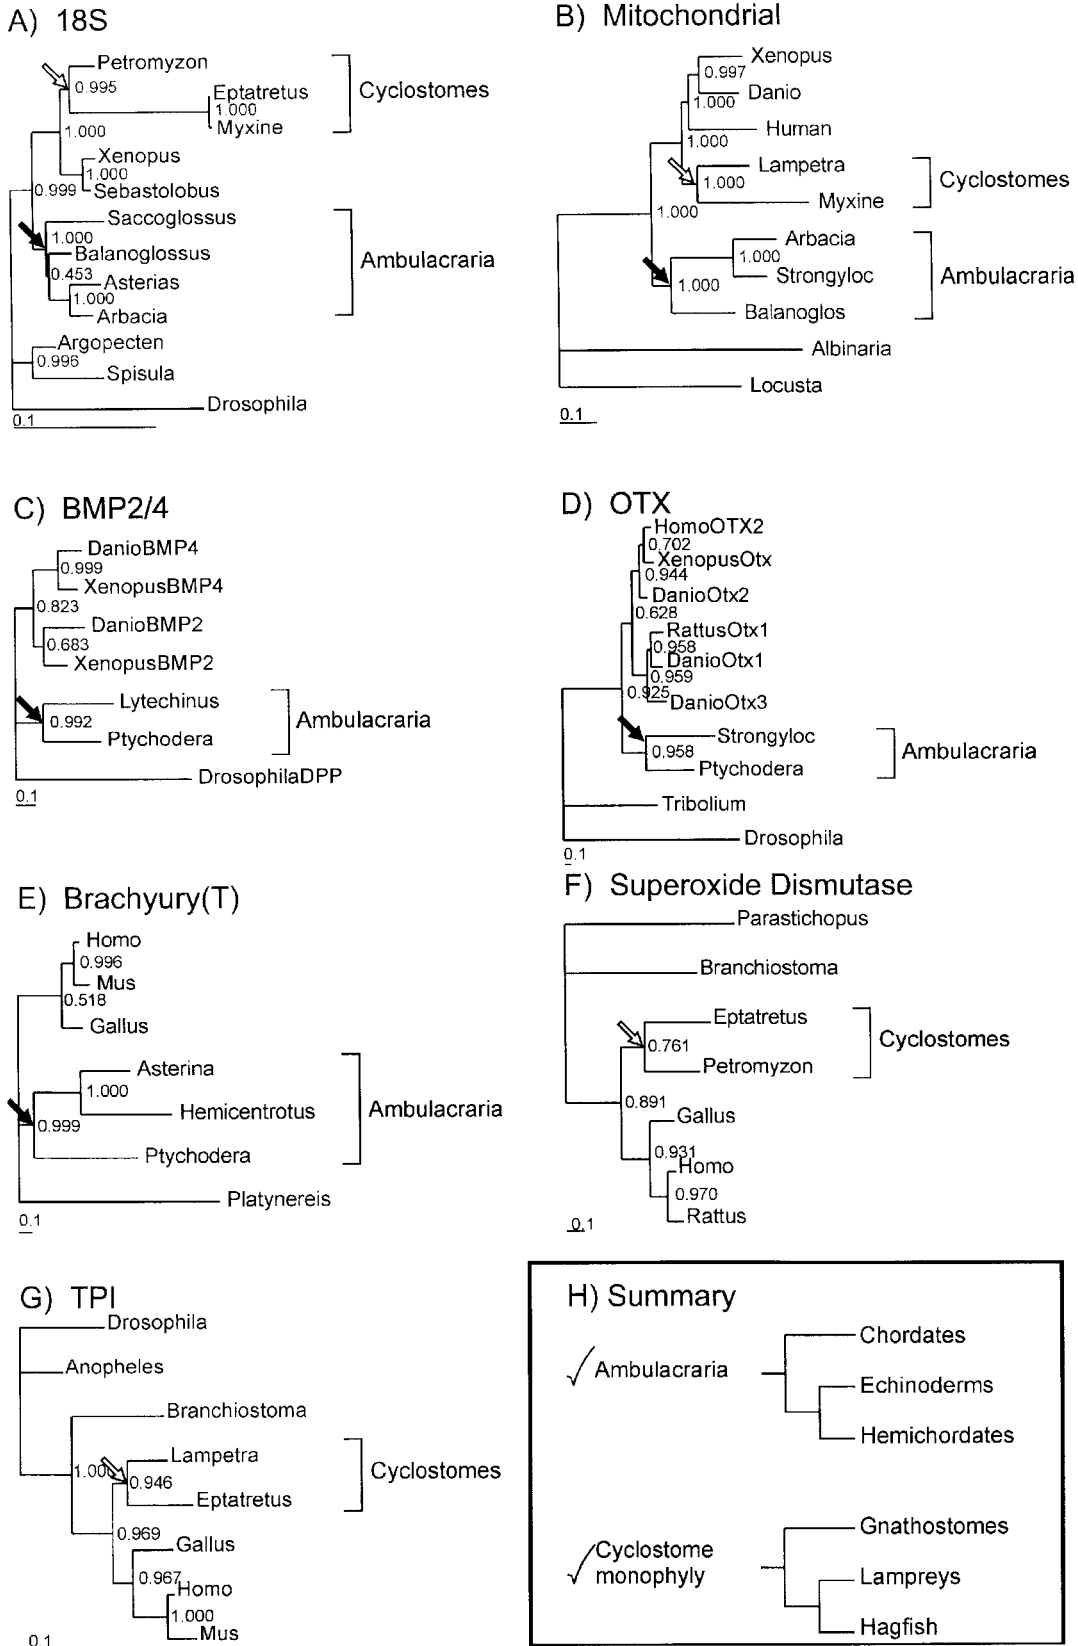 A) 18S
Petromyzon
0.995
Eptatretus
1.000
Myxine
Cyclostomes
1.000
Xenopus
1.000
Sebastolobus
0.999
Saccoglossus
1.000
Balanoglossus
0.453
Asterias
1.000
Arbacia
Ambulacraria
Argopecten
0.996
Spisula
Drosophila
0.1
B) Mitochondrial
Xenopus
0.997
Danio
1.000
Human
1.000
Lampetra
1.000
Myxine
Cyclostomes
1.000
Arbacia
1.000
Strongyloc
1.000
Balanoglos
Ambulacraria
Albinaria
Locusta
0.1
C) BMP2/4
DanioBMP4
0.999
XenopusBMP4
0.823
DanioBMP2
0.683
XenopusBMP2
Lytechinus
0.992
Ptychodera
Ambulacraria
DrosophilaDPP
0.1
D) OTX
HomoOTX2
0.702
XenopusOtx
0.944
DanioOtx2
0.628
RattusOtx1
0.958
DanioOtx1
0.959
0.925
DanioOtx3
Strongyloc
0.958
Ptychodera
Ambulacraria
Tribolium
Drosophila
0.1
E) Brachyury(T)
Homo
0.996
Mus
0.518
Gallus
Asterina
1.000
Hemicentrotus
0.999
Ptychodera
Ambulacraria
Platynereis
0.1
F) Superoxide Dismutase
Parastichopus
Branchiostoma
Eptatretus
0.761
Petromyzon
Cyclostomes
0.891
Gallus
0.931
Homo
0.970
Rattus
0.1
G) TPI
Drosophila
Anopheles
Branchiostoma
1.000
Lampetra
0.946
Eptatretus
Cyclostomes
0.969
Gallus
0.967
Homo
1.000
Mus
0.1
H) Summary
Ambulacraria
Chordates
Echinoderms
Hemichordates
Cyclostome
monophyly
Gnathostomes
Lampreys
Hagfish